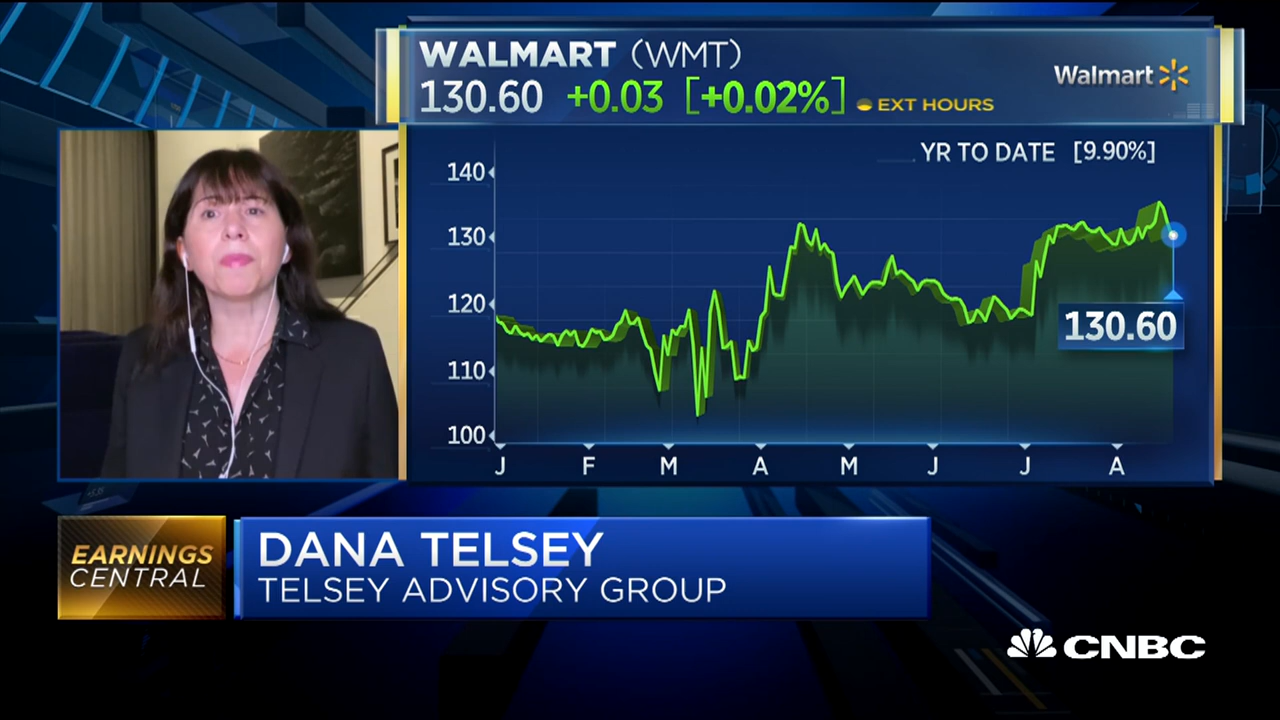 WALMART (WMT)
130.60 +0.03 [+0.02%] EXT HOURS
Walmart
YR TO DATE [9.90%]
140
130
120
110
100
130.60
J F M A M J J A
EARNINGS
CENTRAL
DANA TELSEY
TELSEY ADVISORY GROUP
CNBC